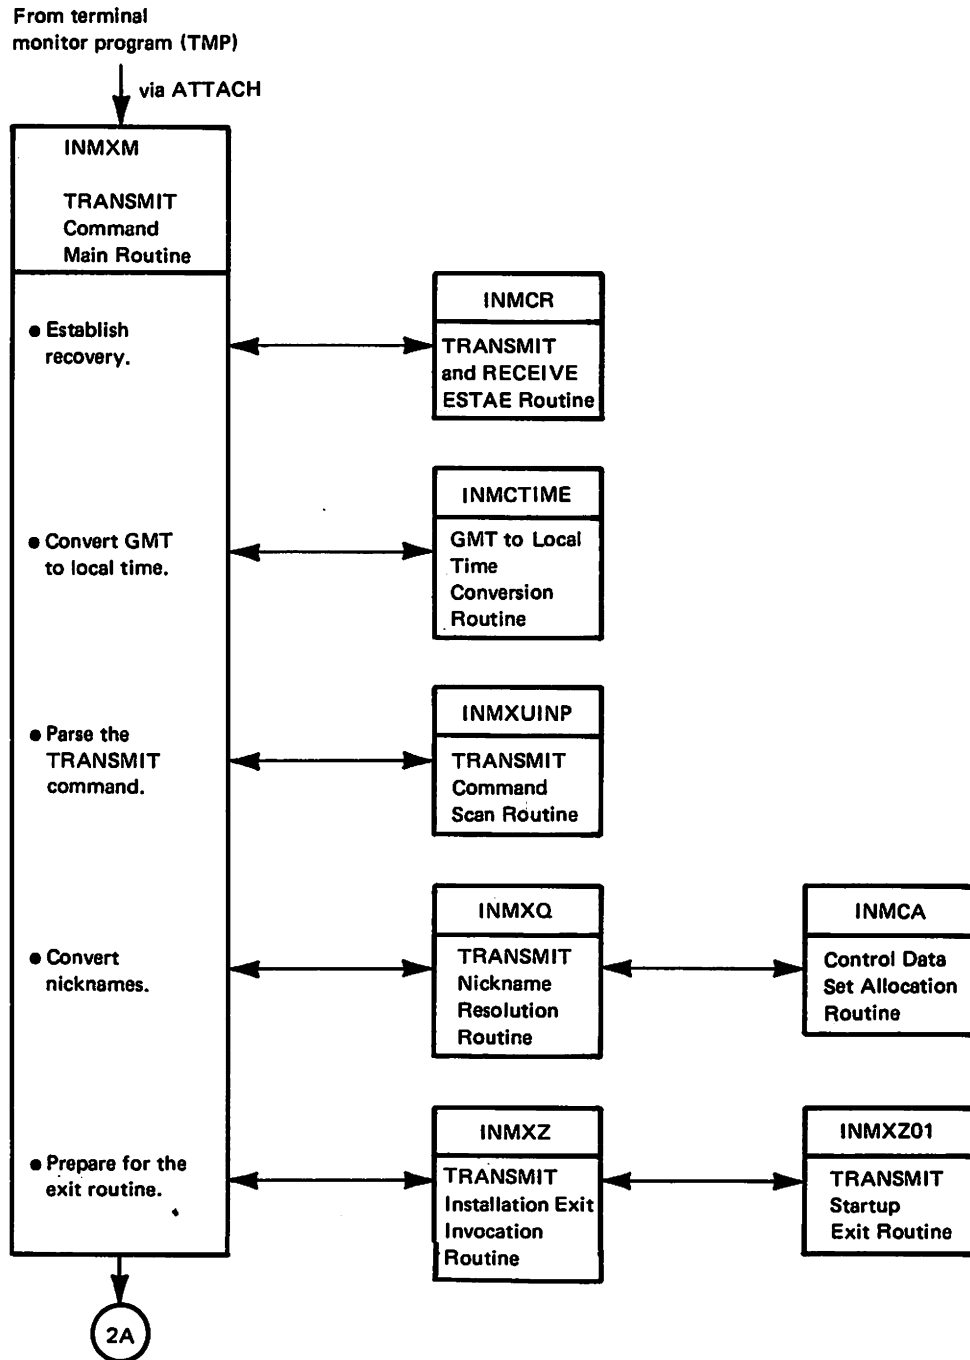 From terminal
monitor program (TMP)
via ATTACH
INMXM
TRANSMIT
Command
Main Routine
● Establish
recovery.
INMCR
TRANSMIT
and RECEIVE
ESTAE Routine
● Convert GMT
to local time.
INMCTIME
GMT to Local
Time
Conversion
Routine
● Parse the
TRANSMIT
command.
INMXUINP
TRANSMIT
Command
Scan Routine
● Convert
nicknames.
INMXQ
TRANSMIT
Nickname
Resolution
Routine
INMCA
Control Data
Set Allocation
Routine
● Prepare for the
exit routine.
INMXZ
TRANSMIT
Installation Exit
Invocation
Routine
INMXZ01
TRANSMIT
Startup
Exit Routine
2A